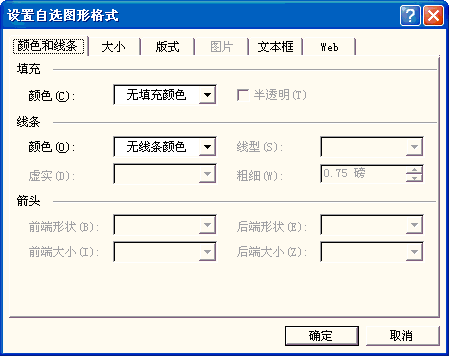 设置自选图形格式
颜色和线条 大小 版式 图片 文本框 Web
填充
颜色(C): 无填充颜色 半透明(T)
线条
颜色(O): 无线条颜色 线型(S):
虚实(D): 粗细(W): 0.75 磅
箭头
前端形状(B): 后端形状(E):
前端大小(I): 后端大小(Z):
确定 取消